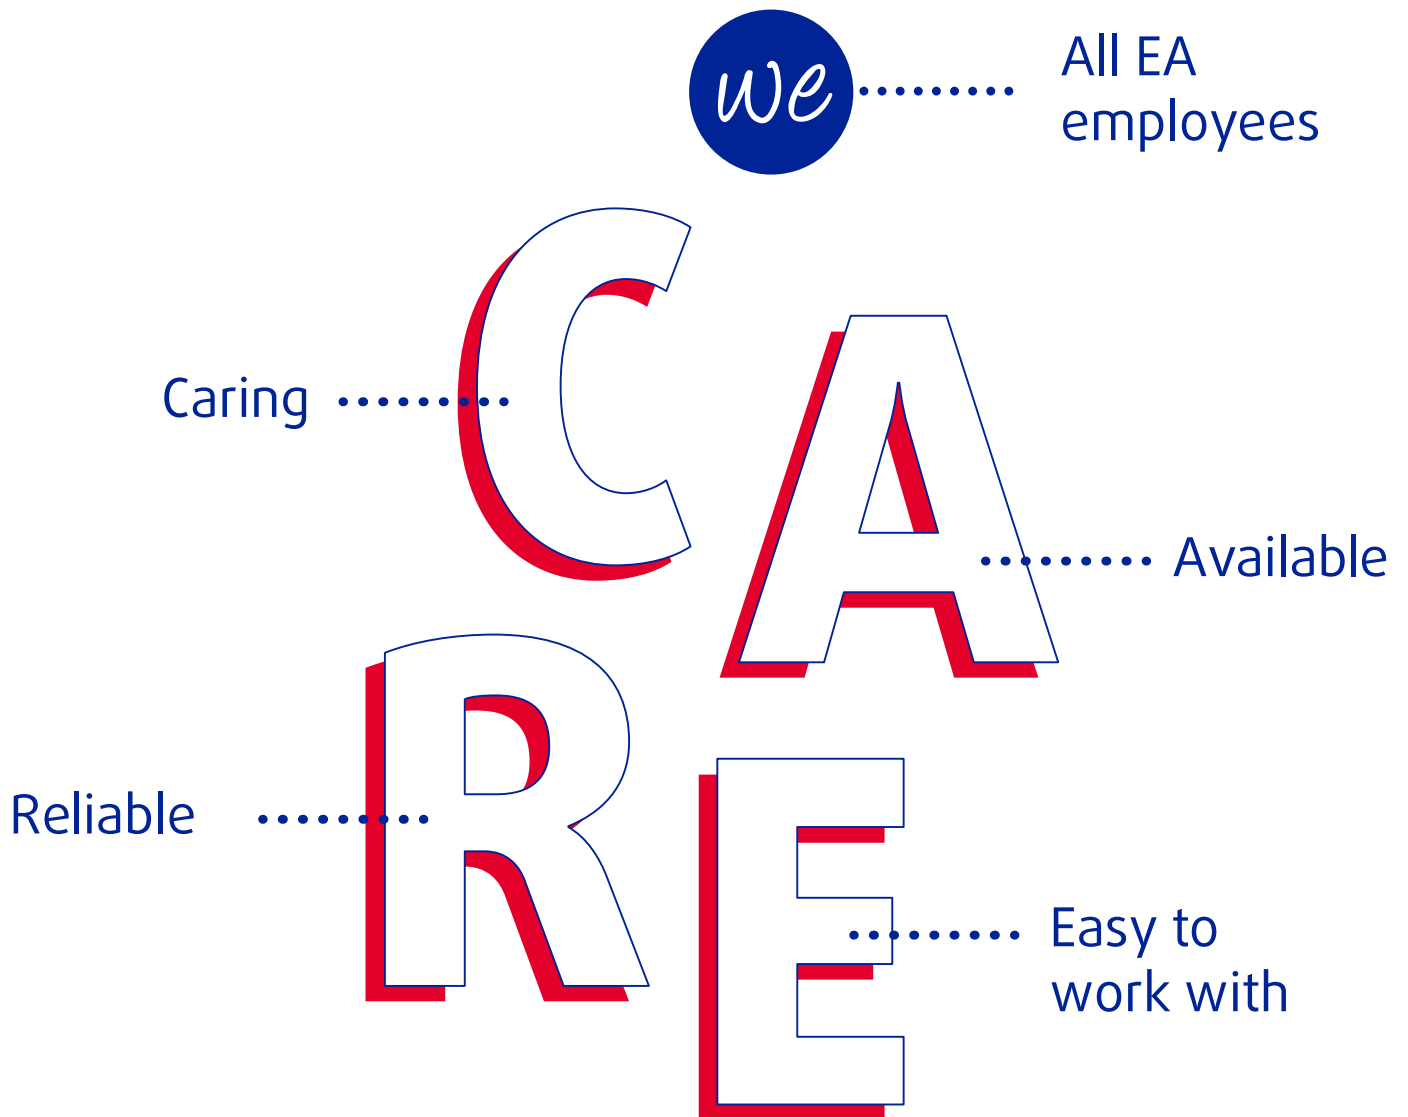 we
All EA
employees
C
Caring
A
Available
R
Reliable
E
Easy to
work with